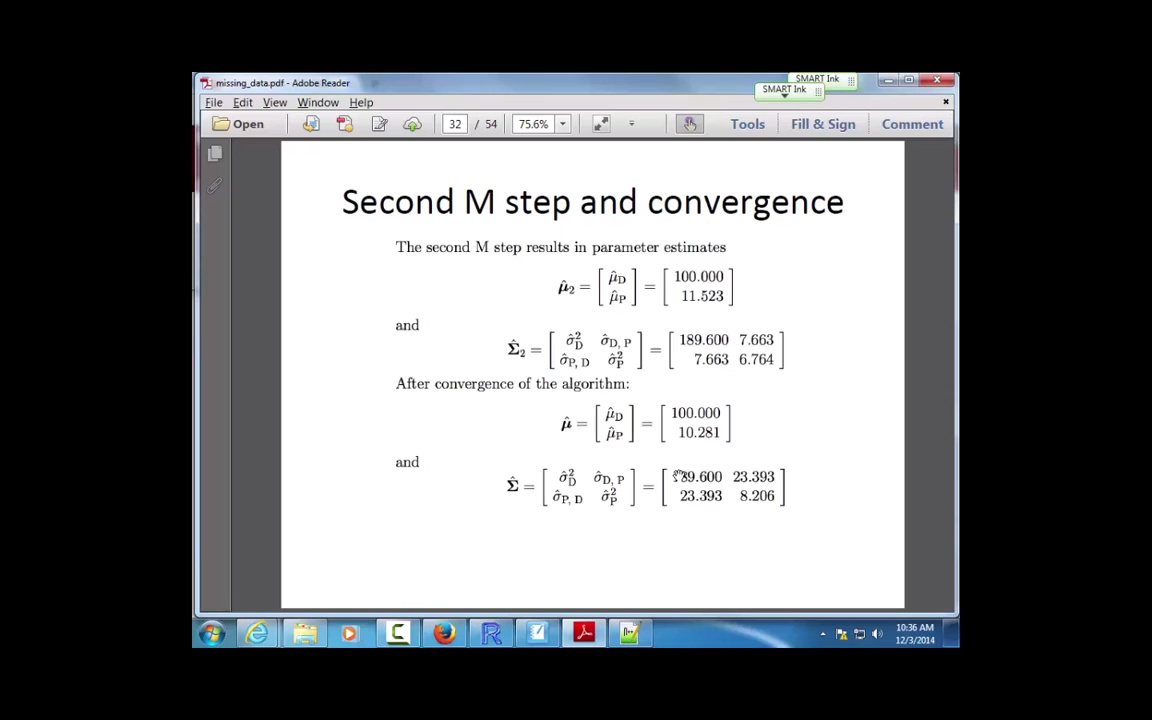 SMART Ink
missing_data.pdf - Adobe Reader
SMART Ink
File Edit View Window Help
Open 32 / 54 75.6% Tools Fill & Sign Comment
Second M step and convergence
The second M step results in parameter estimates
μ̂₂ = [ μ̂D ] = [ 100.000 ]
[ μ̂P ] [ 11.523 ]
and
Σ̂₂ = [ σ̂²D σ̂D, P ] = [ 189.600 7.663 ]
[ σ̂P, D σ̂²P ] [ 7.663 6.764 ]
After convergence of the algorithm:
μ̂ = [ μ̂D ] = [ 100.000 ]
[ μ̂P ] [ 10.281 ]
and
Σ̂ = [ σ̂²D σ̂D, P ] = [ 89.600 23.393 ]
[ σ̂P, D σ̂²P ] [ 23.393 8.206 ]
10:36 AM
12/3/2014